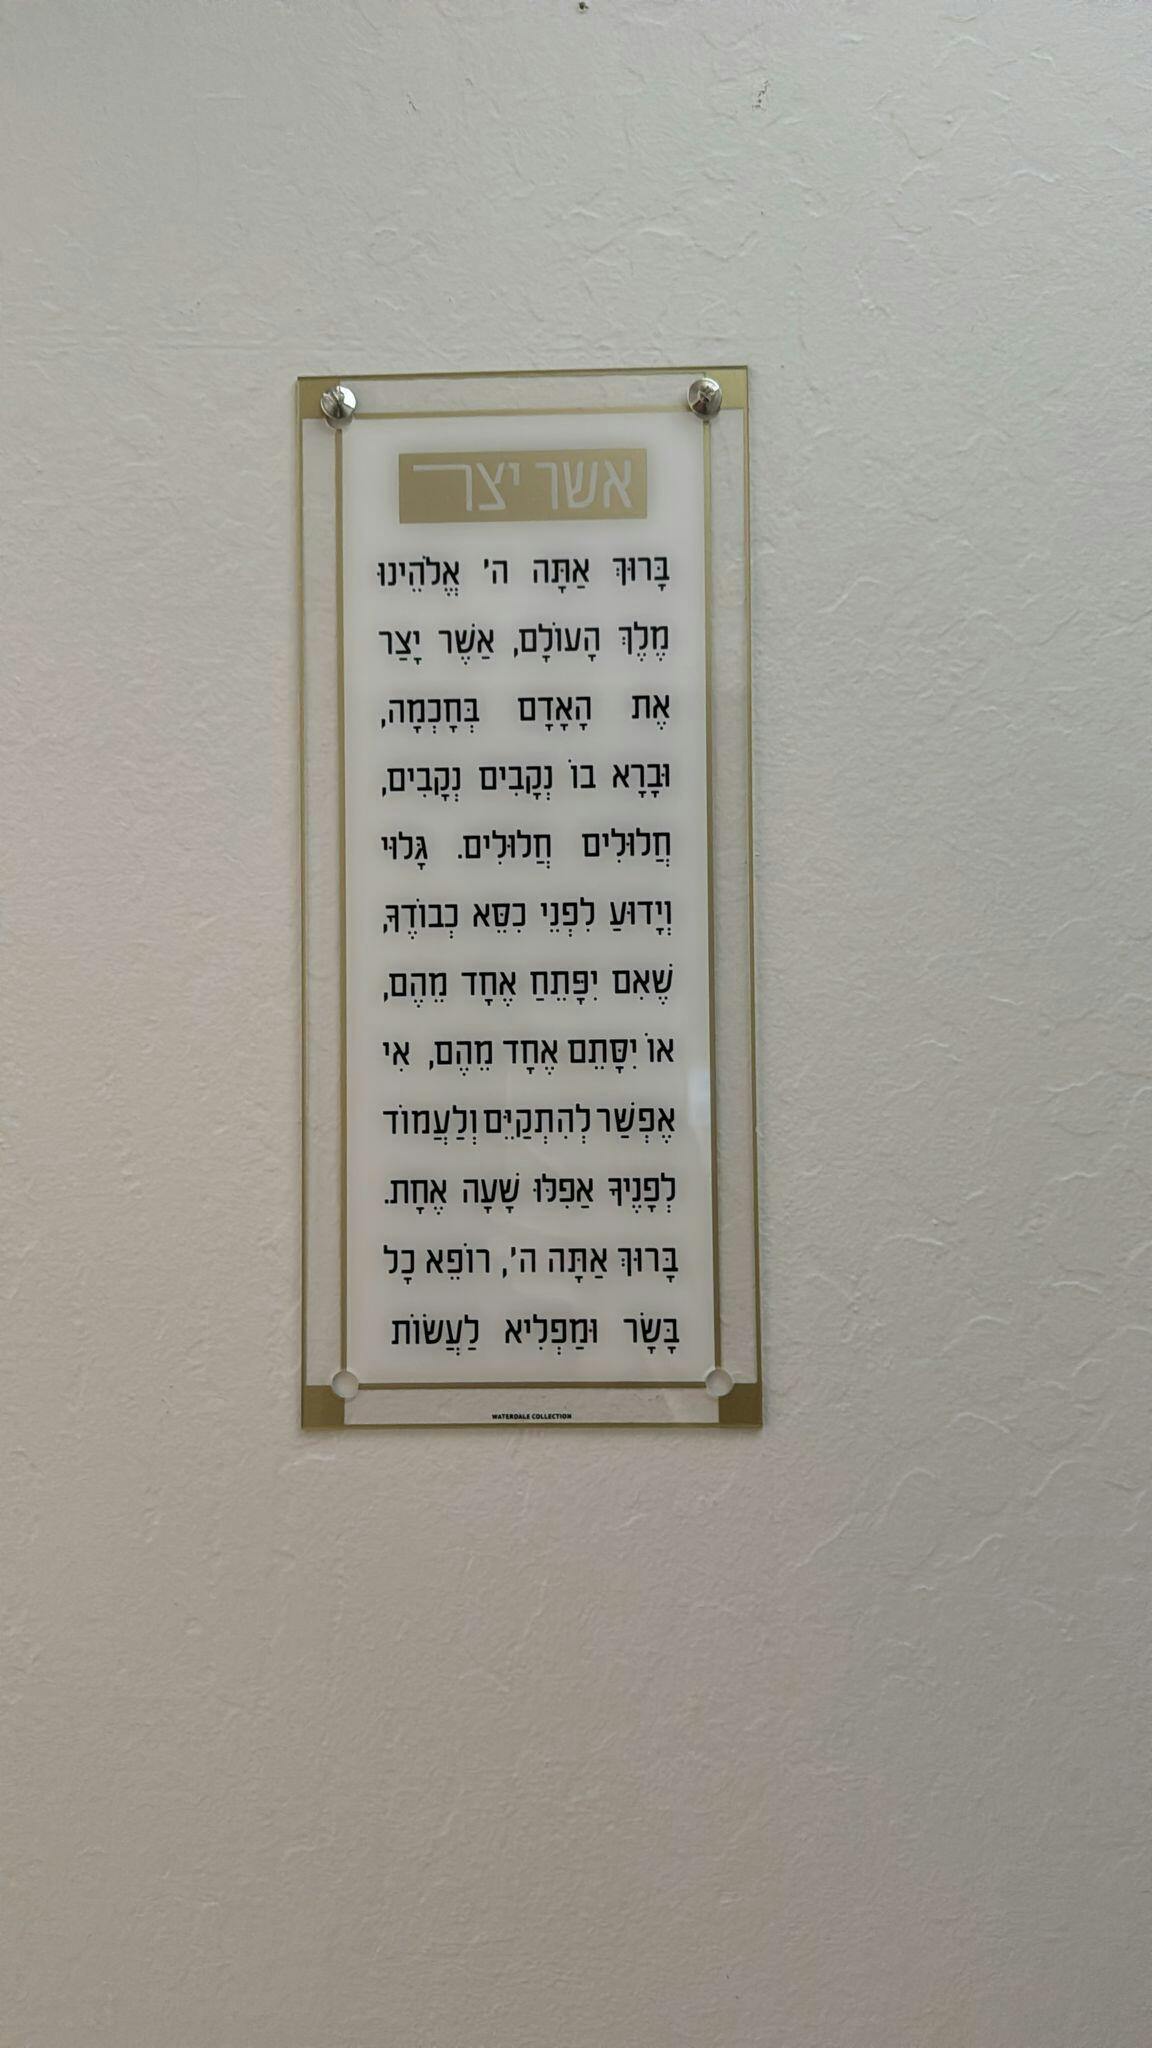 אשר יצר
בָּרוּךְ אַתָּה ה' אֱלֹהֵינוּ
מֶלֶךְ הָעוֹלָם, אֲשֶׁר יָצַר
אֶת הָאָדָם בְּחָכְמָה,
וּבָרָא בוֹ נְקָבִים נְקָבִים,
חֲלוּלִים חֲלוּלִים. גָּלוּי
וְיָדוּעַ לִפְנֵי כִסֵּא כְבוֹדֶךָ,
שֶׁאִם יִפָּתֵחַ אֶחָד מֵהֶם,
אוֹ יִסָּתֵם אֶחָד מֵהֶם, אִי
אֶפְשַׁר לְהִתְקַיֵּם וְלַעֲמוֹד
לְפָנֶיךָ אֲפִלּוּ שָׁעָה אֶחָת.
בָּרוּךְ אַתָּה ה', רוֹפֵא כָל
בָּשָׂר וּמַפְלִיא לַעֲשׂוֹת
WATERDALE COLLECTION